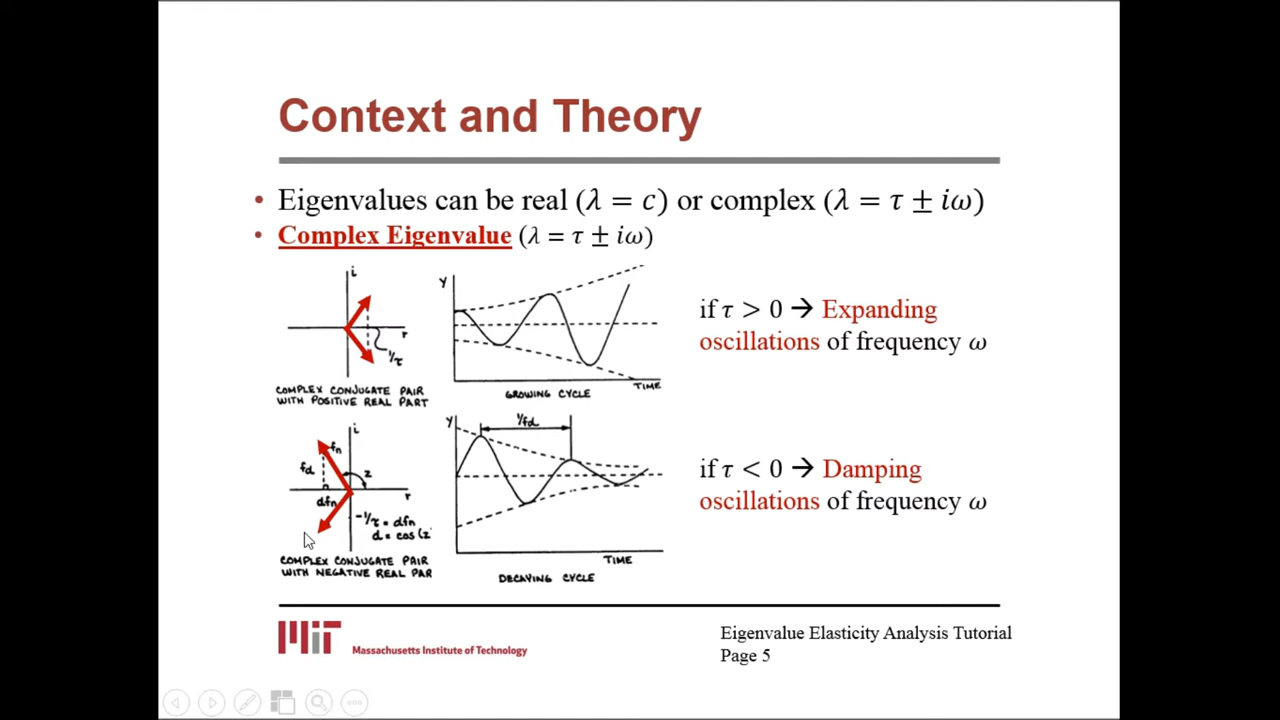 Context and Theory
• Eigenvalues can be real (λ = c) or complex (λ = τ ± iω)
• Complex Eigenvalue (λ = τ ± iω)
i
r
1/τ
COMPLEX CONJUGATE PAIR
WITH POSITIVE REAL PART
Y
TIME
GROWING CYCLE
if τ > 0 → Expanding
oscillations of frequency ω
i
fn
fd
z
dfn
r
-1/τ = dfn
d = cos(z
COMPLEX CONJUGATE PAIR
WITH NEGATIVE REAL PAR
Y
1/fd
TIME
DECAYING CYCLE
if τ < 0 → Damping
oscillations of frequency ω
MIT
Massachusetts Institute of Technology
Eigenvalue Elasticity Analysis Tutorial
Page 5